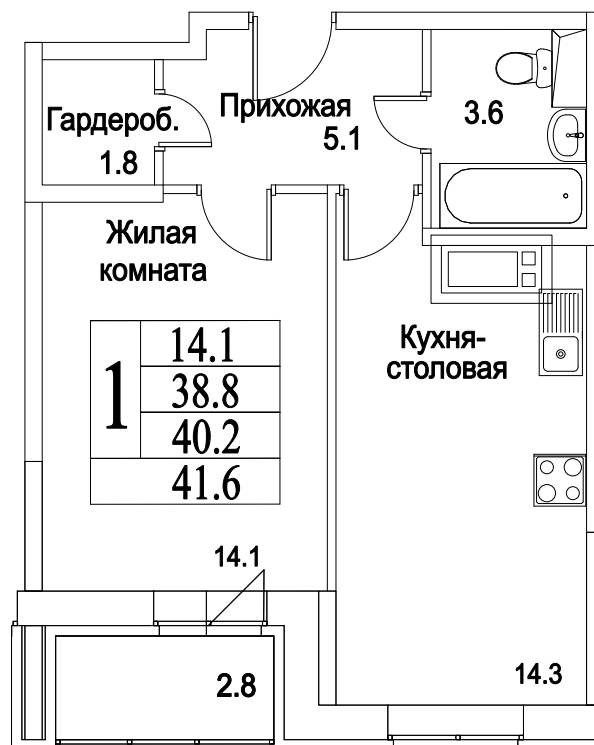 Гардероб.
1.8
Прихожая
5.1
3.6
Жилая
комната
1
14.1
38.8
40.2
41.6
Кухня-
столовая
14.1
2.8
14.3